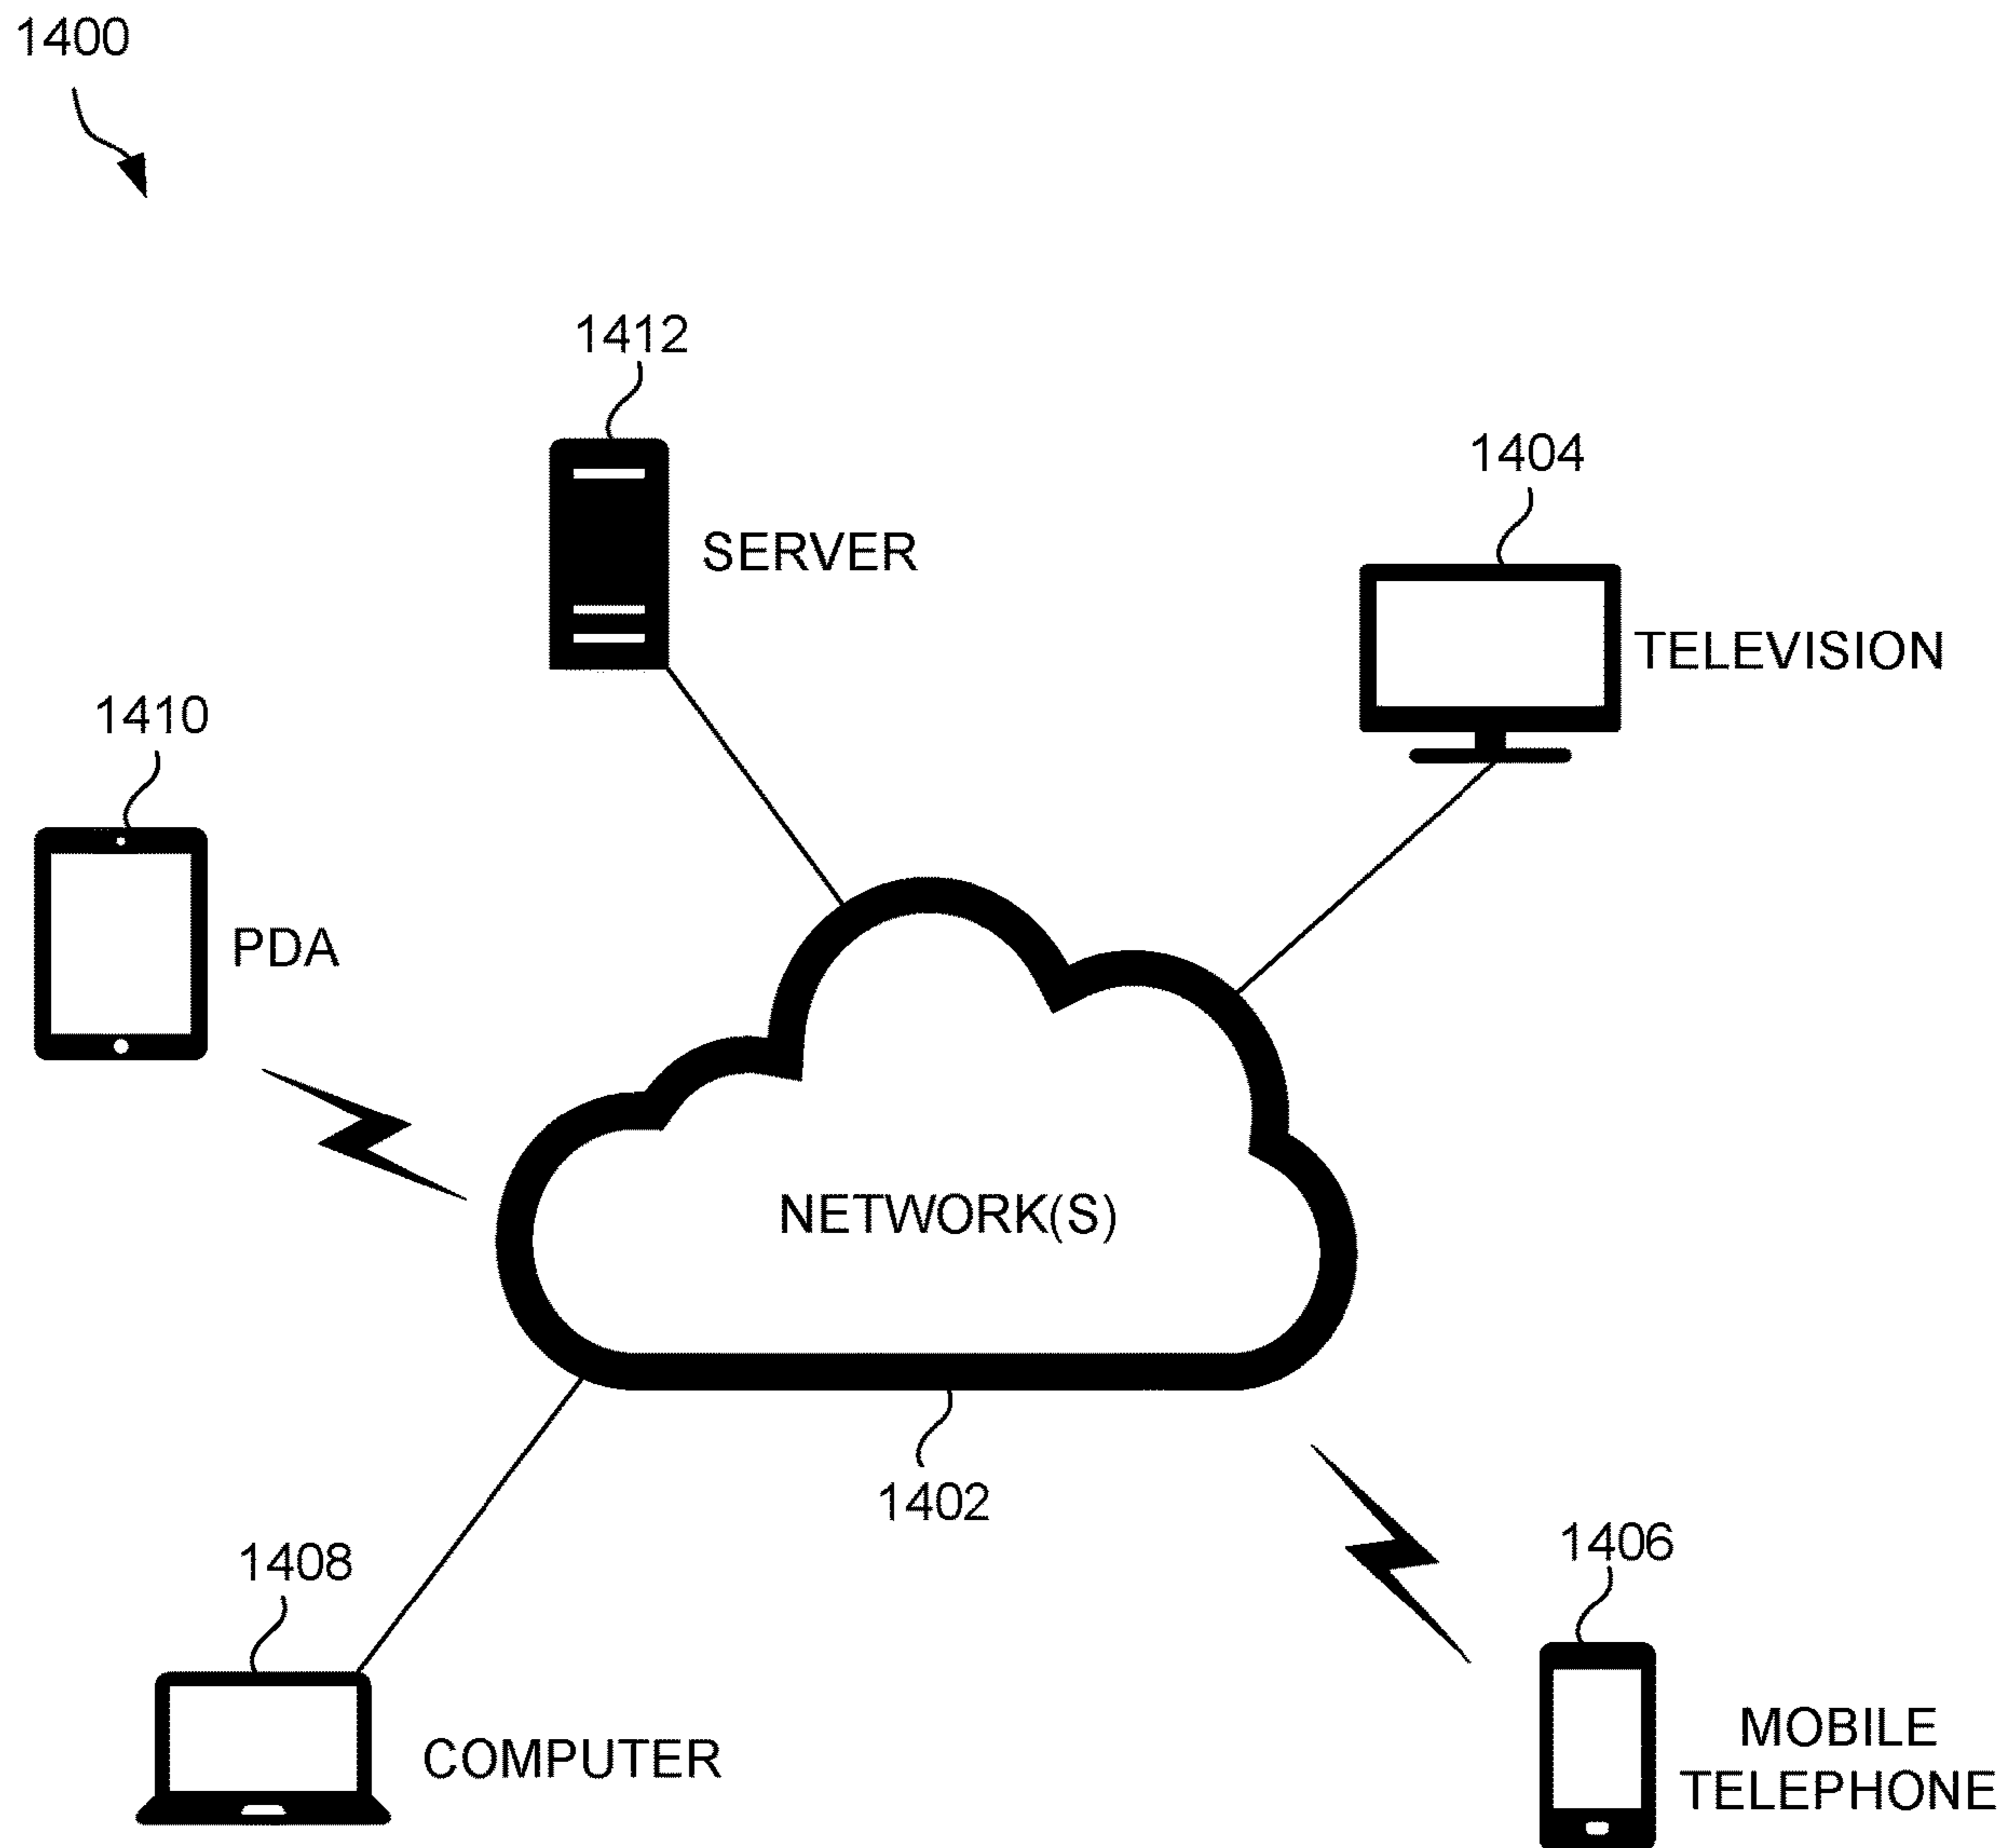 1400
1412
SERVER
1404
TELEVISION
1410
PDA
NETWORK(S)
1402
1408
COMPUTER
1406
MOBILE
TELEPHONE